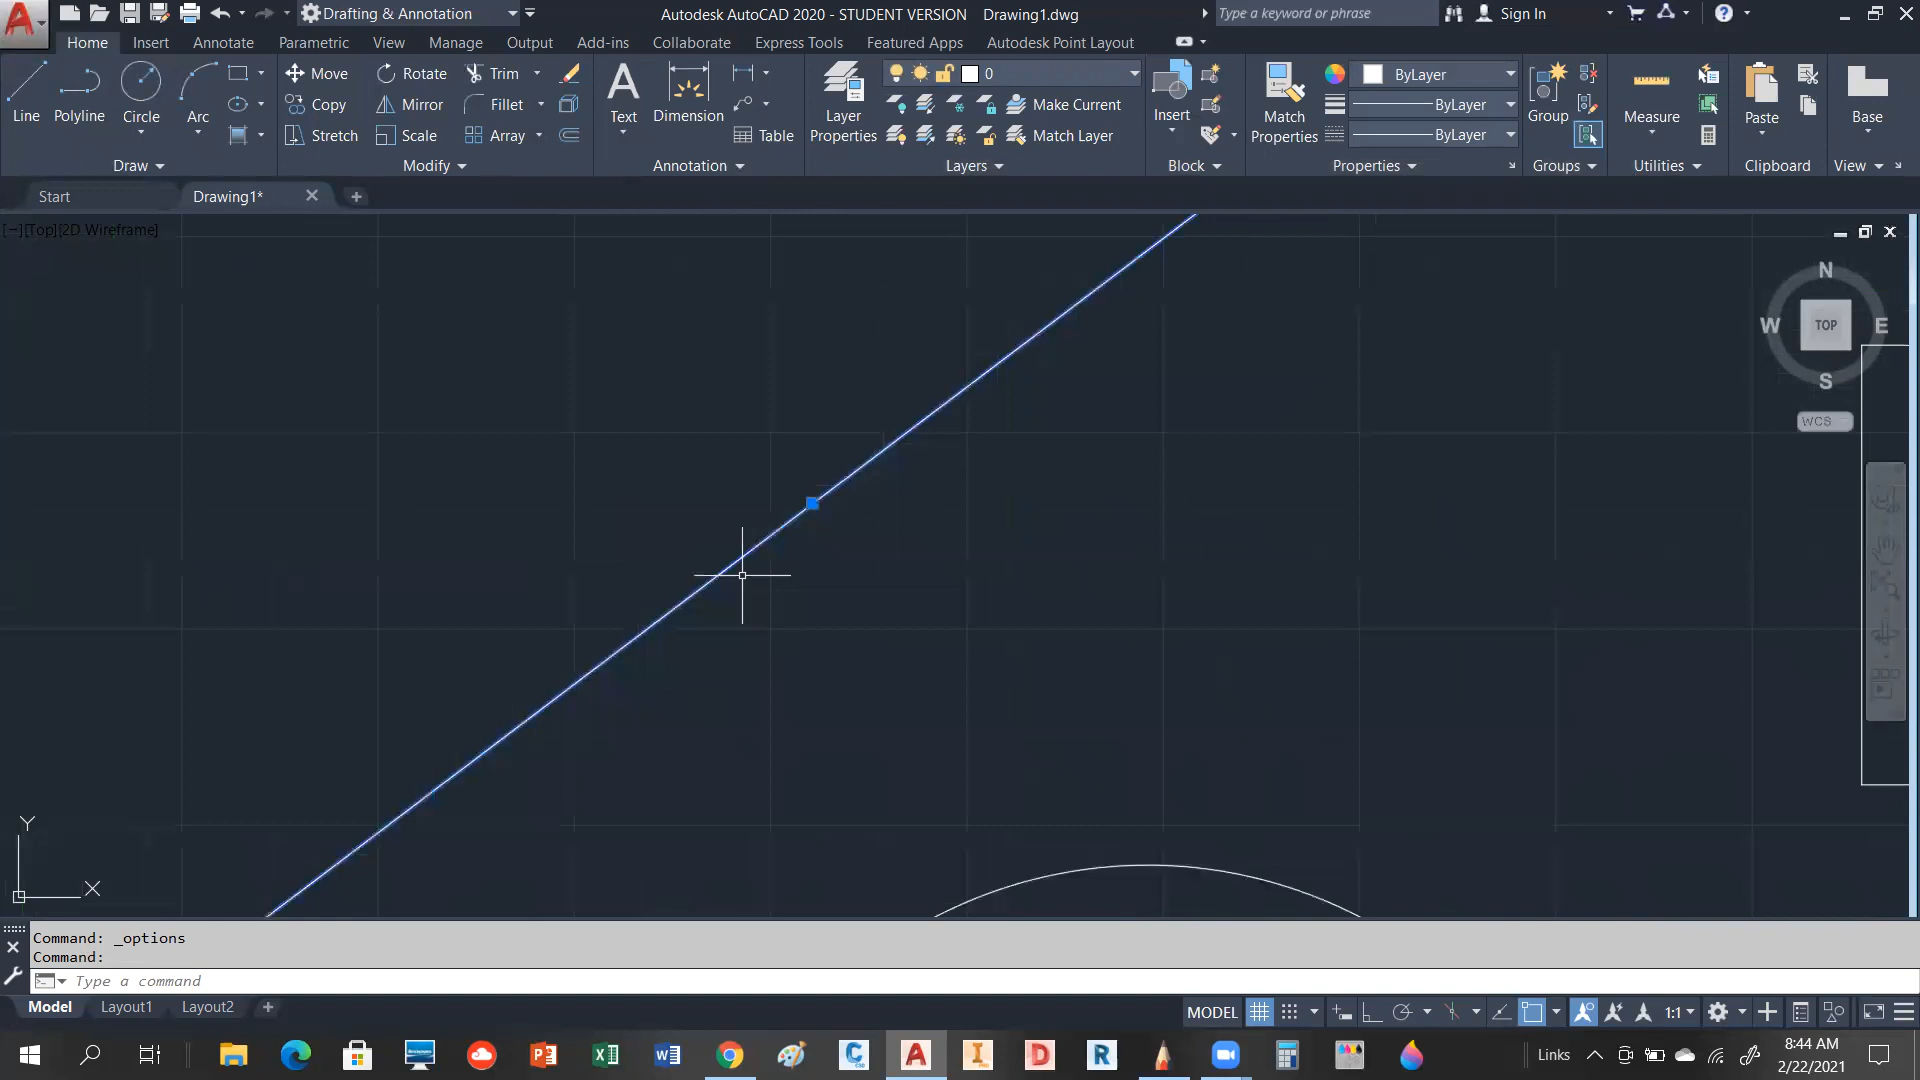 Drafting & Annotation
Autodesk AutoCAD 2020 - STUDENT VERSION Drawing1.dwg
Type a keyword or phrase
Sign In
Home Insert Annotate Parametric View Manage Output Add-ins Collaborate Express Tools Featured Apps Autodesk Point Layout
Line Polyline Circle Arc
Draw
Move Rotate Trim
Copy Mirror Fillet
Stretch Scale Array
Modify
Text Dimension Table
Annotation
Layer Properties
0
Make Current
Match Layer
Layers
Insert
Block
Match Properties
ByLayer
ByLayer
ByLayer
Properties
Group
Groups
Measure
Utilities
Paste
Clipboard
Base
View
Start Drawing1*
[−][Top][2D Wireframe]
N
W TOP E
S
WCS
Y
X
Command: _options
Command:
Type a command
Model Layout1 Layout2
MODEL 1:1
Links
8:44 AM
2/22/2021